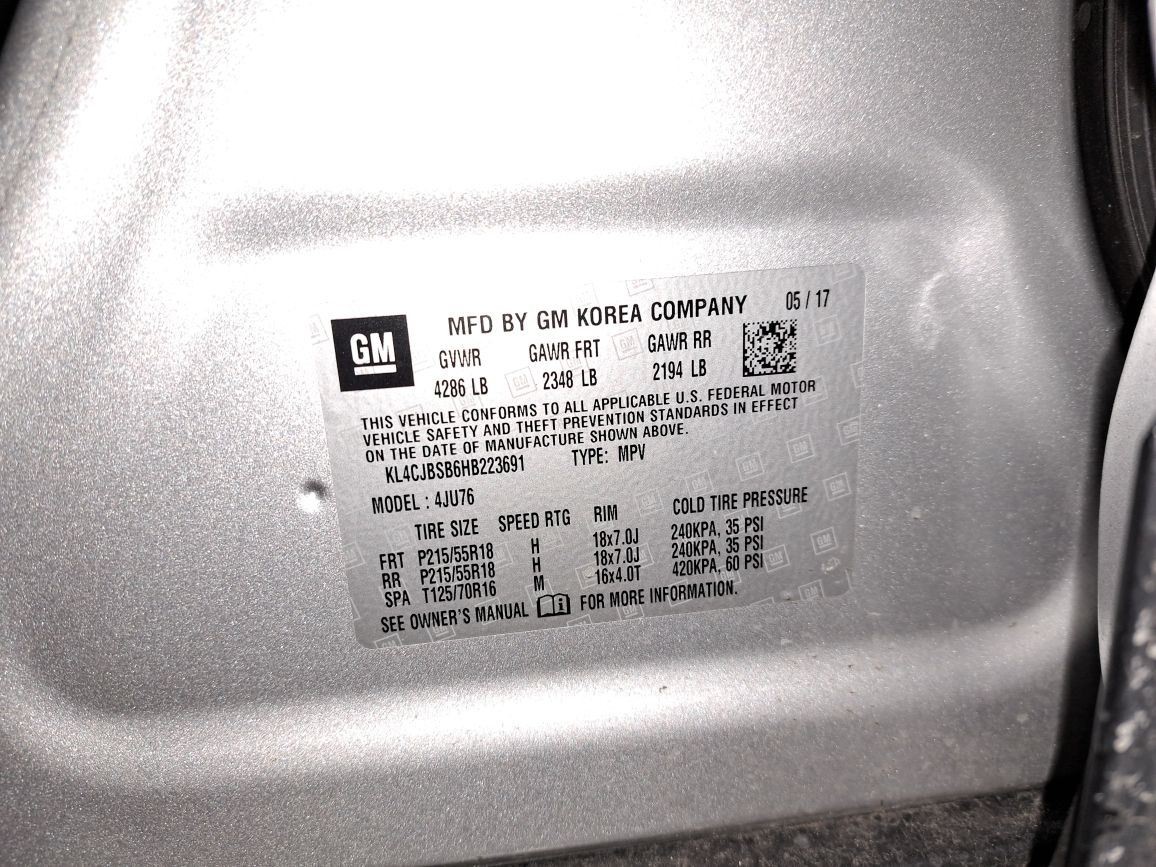 MFD BY GM KOREA COMPANY 05 / 17
GM
GVWR GAWR FRT GAWR RR
4286 LB 2348 LB 2194 LB
THIS VEHICLE CONFORMS TO ALL APPLICABLE U.S. FEDERAL MOTOR
VEHICLE SAFETY AND THEFT PREVENTION STANDARDS IN EFFECT
ON THE DATE OF MANUFACTURE SHOWN ABOVE.
KL4CJBSB6HB223691 TYPE: MPV
MODEL : 4JU76
TIRE SIZE SPEED RTG RIM COLD TIRE PRESSURE
FRT P215/55R18 H 18x7.0J 240KPA, 35 PSI
RR P215/55R18 H 18x7.0J 240KPA, 35 PSI
SPA T125/70R16 M 16x4.0T 420KPA, 60 PSI
SEE OWNER'S MANUAL FOR MORE INFORMATION.